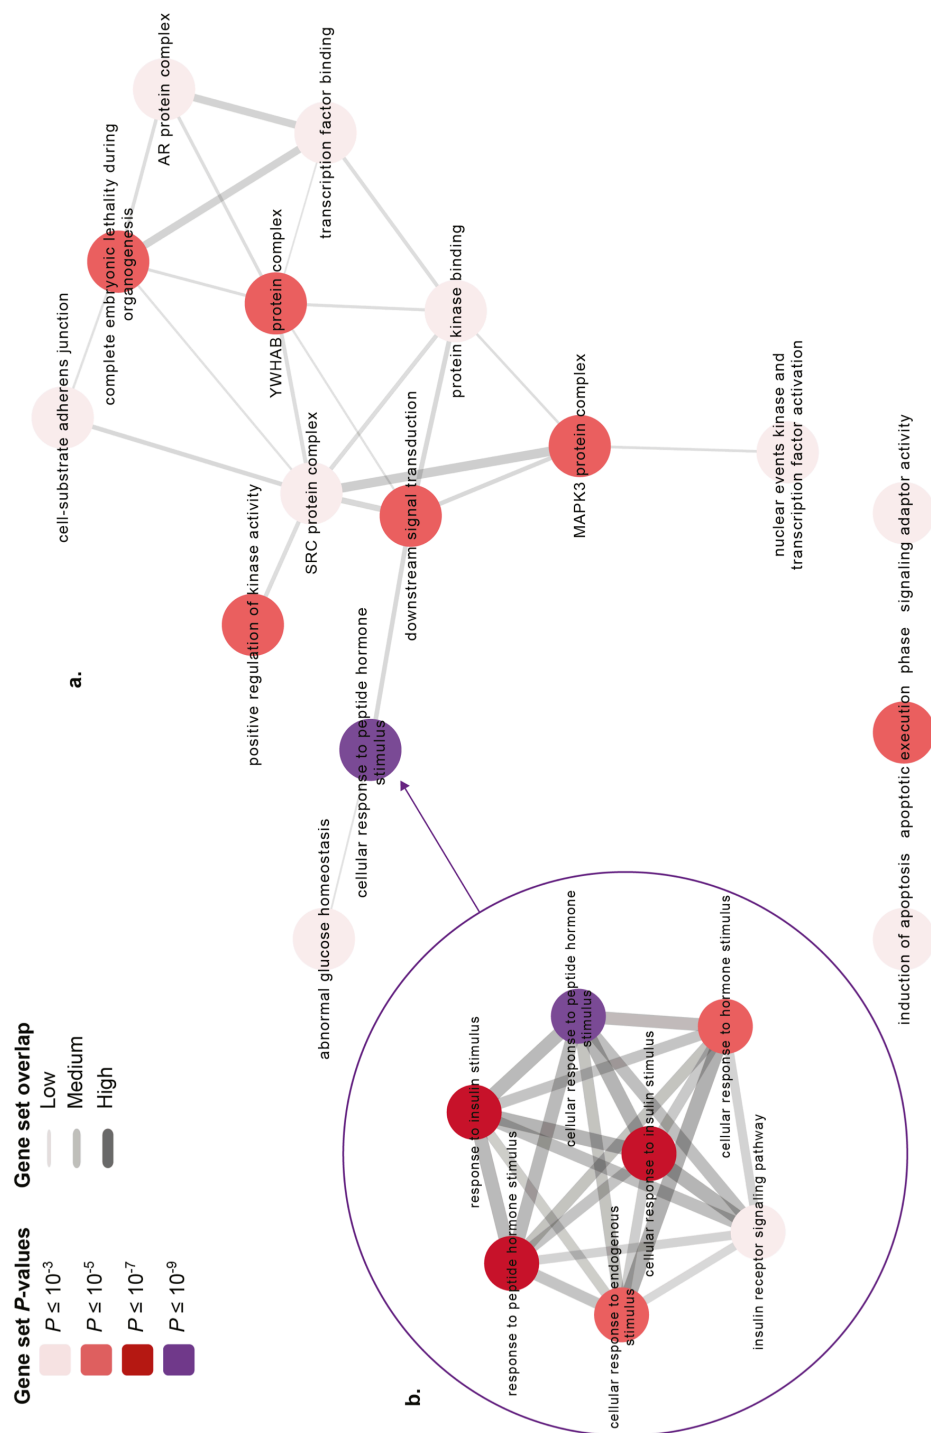 Gene set P-values
P ≤ 10-3
P ≤ 10-5
P ≤ 10-7
P ≤ 10-9
Gene set overlap
Low
Medium
High
a.
cell-substrate adherens junction
complete embryonic lethality during
organogenesis
AR protein complex
positive regulation of kinase activity
YWHAB protein complex
transcription factor binding
SRC protein complex
abnormal glucose homeostasis
cellular response to peptide hormone
stimulus
downstream signal transduction
protein kinase binding
MAPK3 protein complex
nuclear events kinase and
transcription factor activation
induction of apoptosis
apoptotic execution phase
signaling adaptor activity
b.
response to insulin stimulus
response to peptide hormone stimulus
cellular response to peptide hormone
stimulus
cellular response to endogenous
stimulus
cellular response to insulin stimulus
cellular response to hormone stimulus
insulin receptor signaling pathway